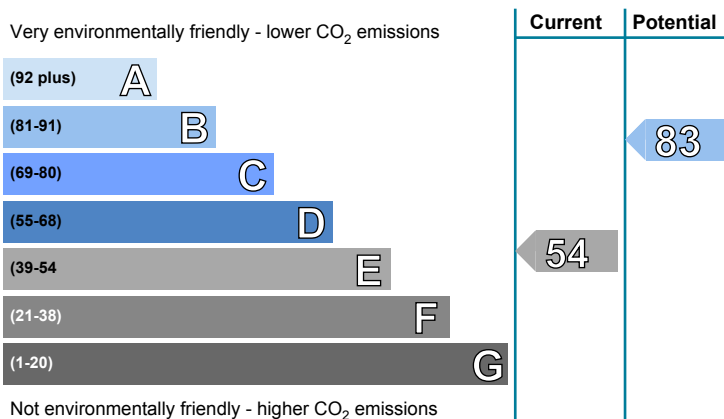 Current Potential
Very environmentally friendly - lower CO2 emissions
(92 plus) A
(81-91) B
83
(69-80) C
(55-68) D
54
(39-54 E
(21-38) F
(1-20) G
Not environmentally friendly - higher CO2 emissions